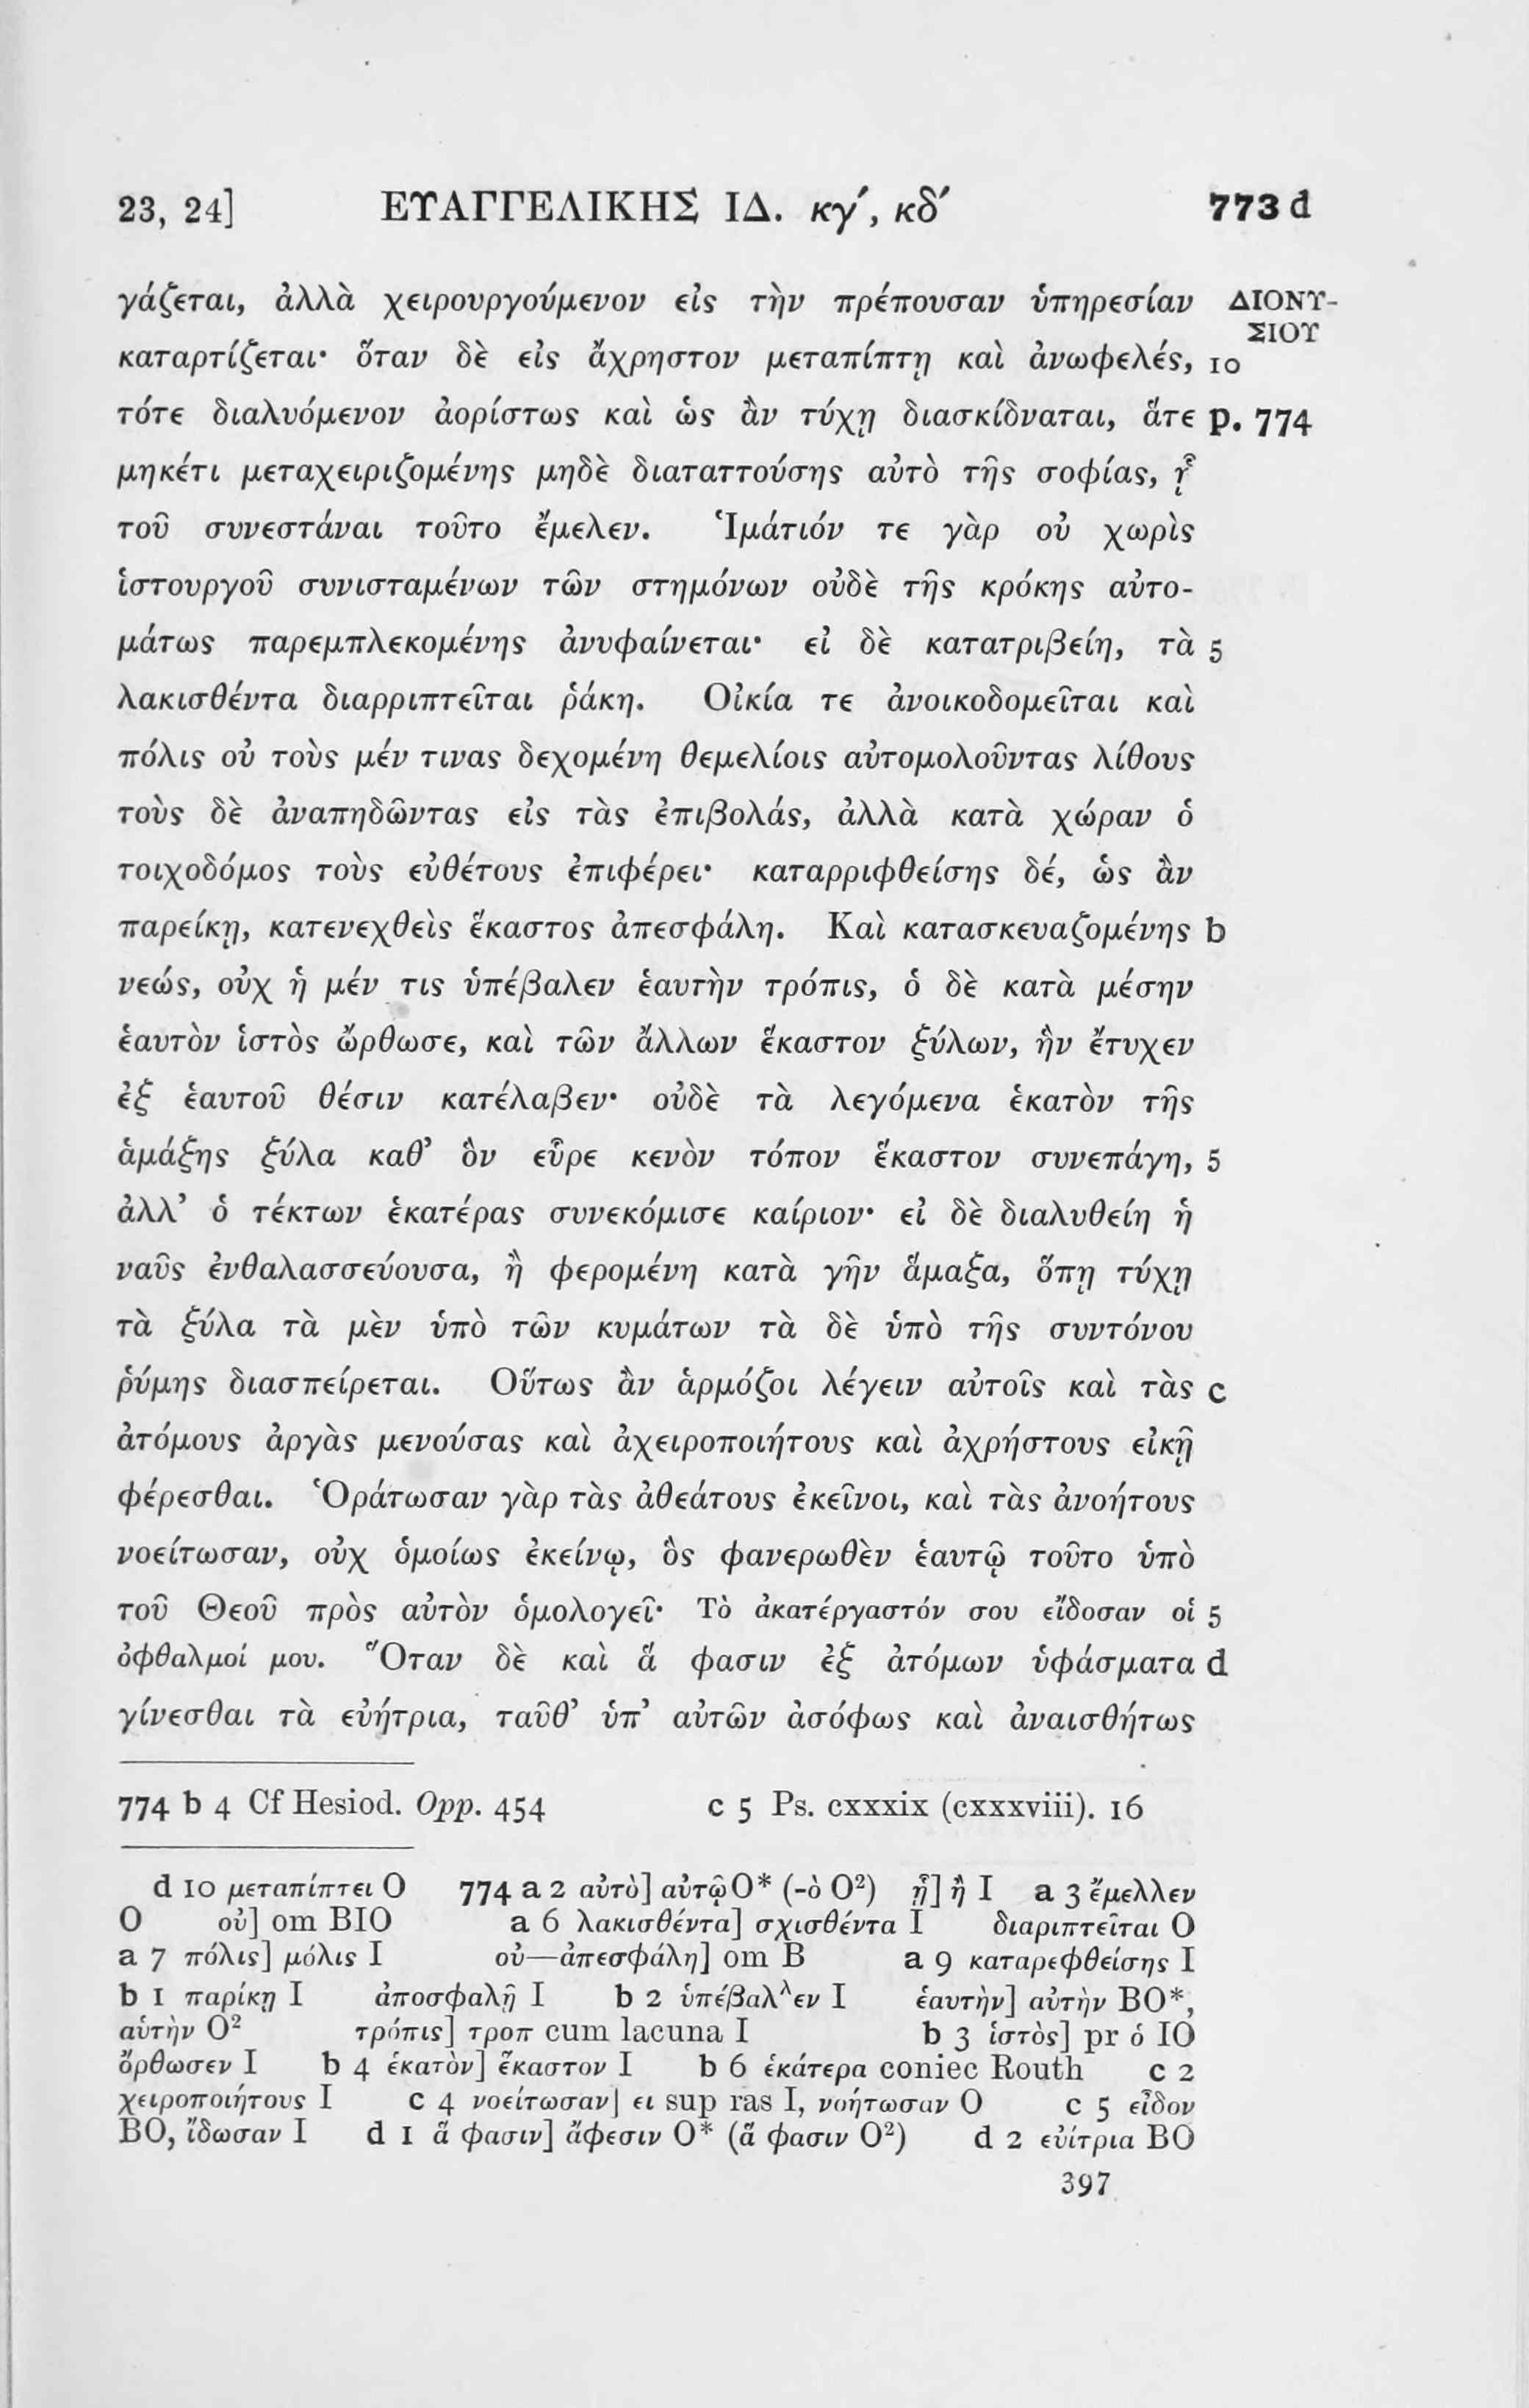 23, 24] ΕΥΑΓΓΕΛΙΚΗΣ ΙΔ. κγ΄, κδ΄ 773 d
γάζεται, ἀλλὰ χειρουργούμενον εἰς τὴν πρέπουσαν ὑπηρεσίαν ΔΙΟΝΥ-
ΣΙΟΥ
καταρτίζεται· ὅταν δὲ εἰς ἄχρηστον μεταπίπτῃ καὶ ἀνωφελές, 10
τότε διαλυόμενον ἀορίστως καὶ ὡς ἂν τύχῃ διασκίδναται, ἅτε p. 774
μηκέτι μεταχειριζομένης μηδὲ διαταττούσης αὐτὸ τῆς σοφίας, ᾗ
τοῦ συνεστάναι τοῦτο ἔμελεν. Ἱμάτιόν τε γὰρ οὐ χωρὶς
ἱστουργοῦ συνισταμένων τῶν στημόνων οὐδὲ τῆς κρόκης αὐτο-
μάτως παρεμπλεκομένης ἀνυφαίνεται· εἰ δὲ κατατριβείη, τὰ 5
λακισθέντα διαρριπτεῖται ῥάκη. Οἰκία τε ἀνοικοδομεῖται καὶ
πόλις οὐ τοὺς μέν τινας δεχομένη θεμελίοις αὐτομολοῦντας λίθους
τοὺς δὲ ἀναπηδῶντας εἰς τὰς ἐπιβολάς, ἀλλὰ κατὰ χώραν ὁ
τοιχοδόμος τοὺς εὐθέτους ἐπιφέρει· καταρριφθείσης δέ, ὡς ἂν
παρείκῃ, κατενεχθεὶς ἕκαστος ἀπεσφάλη. Καὶ κατασκευαζομένης b
νεώς, οὐχ ἡ μέν τις ὑπέβαλεν ἑαυτὴν τρόπις, ὁ δὲ κατὰ μέσην
ἑαυτὸν ἱστὸς ὤρθωσε, καὶ τῶν ἄλλων ἕκαστον ξύλων, ἣν ἔτυχεν
ἐξ ἑαυτοῦ θέσιν κατέλαβεν· οὐδὲ τὰ λεγόμενα ἑκατὸν τῆς
ἁμάξης ξύλα καθ’ ὃν εὗρε κενὸν τόπον ἕκαστον συνεπάγη, 5
ἀλλ’ ὁ τέκτων ἑκατέρας συνεκόμισε καίριον· εἰ δὲ διαλυθείη ἡ
ναῦς ἐνθαλασσεύουσα, ἢ φερομένη κατὰ γῆν ἅμαξα, ὅπῃ τύχῃ
τὰ ξύλα τὰ μὲν ὑπὸ τῶν κυμάτων τὰ δὲ ὑπὸ τῆς συντόνου
ῥύμης διασπείρεται. Οὕτως ἂν ἁρμόζοι λέγειν αὐτοῖς καὶ τὰς c
ἀτόμους ἀργὰς μενούσας καὶ ἀχειροποιήτους καὶ ἀχρήστους εἰκῇ
φέρεσθαι. Ὁράτωσαν γὰρ τὰς ἀθεάτους ἐκεῖνοι, καὶ τὰς ἀνοήτους
νοείτωσαν, οὐχ ὁμοίως ἐκείνῳ, ὃς φανερωθὲν ἑαυτῷ τοῦτο ὑπὸ
τοῦ Θεοῦ πρὸς αὐτὸν ὁμολογεῖ· Τὸ ἀκατέργαστόν σου εἴδοσαν οἱ 5
ὀφθαλμοί μου. Ὅταν δὲ καὶ ἅ φασιν ἐξ ἀτόμων ὑφάσματα d
γίνεσθαι τὰ εὐήτρια, ταῦθ’ ὑπ’ αὐτῶν ἀσόφως καὶ ἀναισθήτως
774 b 4 Cf Hesiod. Opp. 454 c 5 Ps. cxxxix (cxxxviii). 16
d 10 μεταπίπτει O 774 a 2 αὐτὸ] αὐτῷ O* (-ὸ O²) ᾗ] ἢ I a 3 ἔμελλεν
O οὐ] om BIO a 6 λακισθέντα] σχισθέντα I διαριπτεῖται O
a 7 πόλις] μόλις I οὐ—ἀπεσφάλη] om B a 9 καταρεφθείσης I
b 1 παρίκῃ I ἀποσφαλῇ I b 2 ὑπέβαλ^λεν I ἑαυτὴν] αὐτὴν BO*,
αὑτὴν O² τρόπις] τροπ cum lacuna I b 3 ἱστὸς] pr ὁ IO
ὄρθωσεν I b 4 ἑκατὸν] ἕκαστον I b 6 ἑκάτερα coniec Routh c 2
χειροποιήτους I c 4 νοείτωσαν] ει sup ras I, νοήτωσαν O c 5 εἶδον
BO, ἴδωσαν I d 1 ἅ φασιν] ἄφεσιν O* (ἅ φασιν O²) d 2 εὐίτρια BO
397